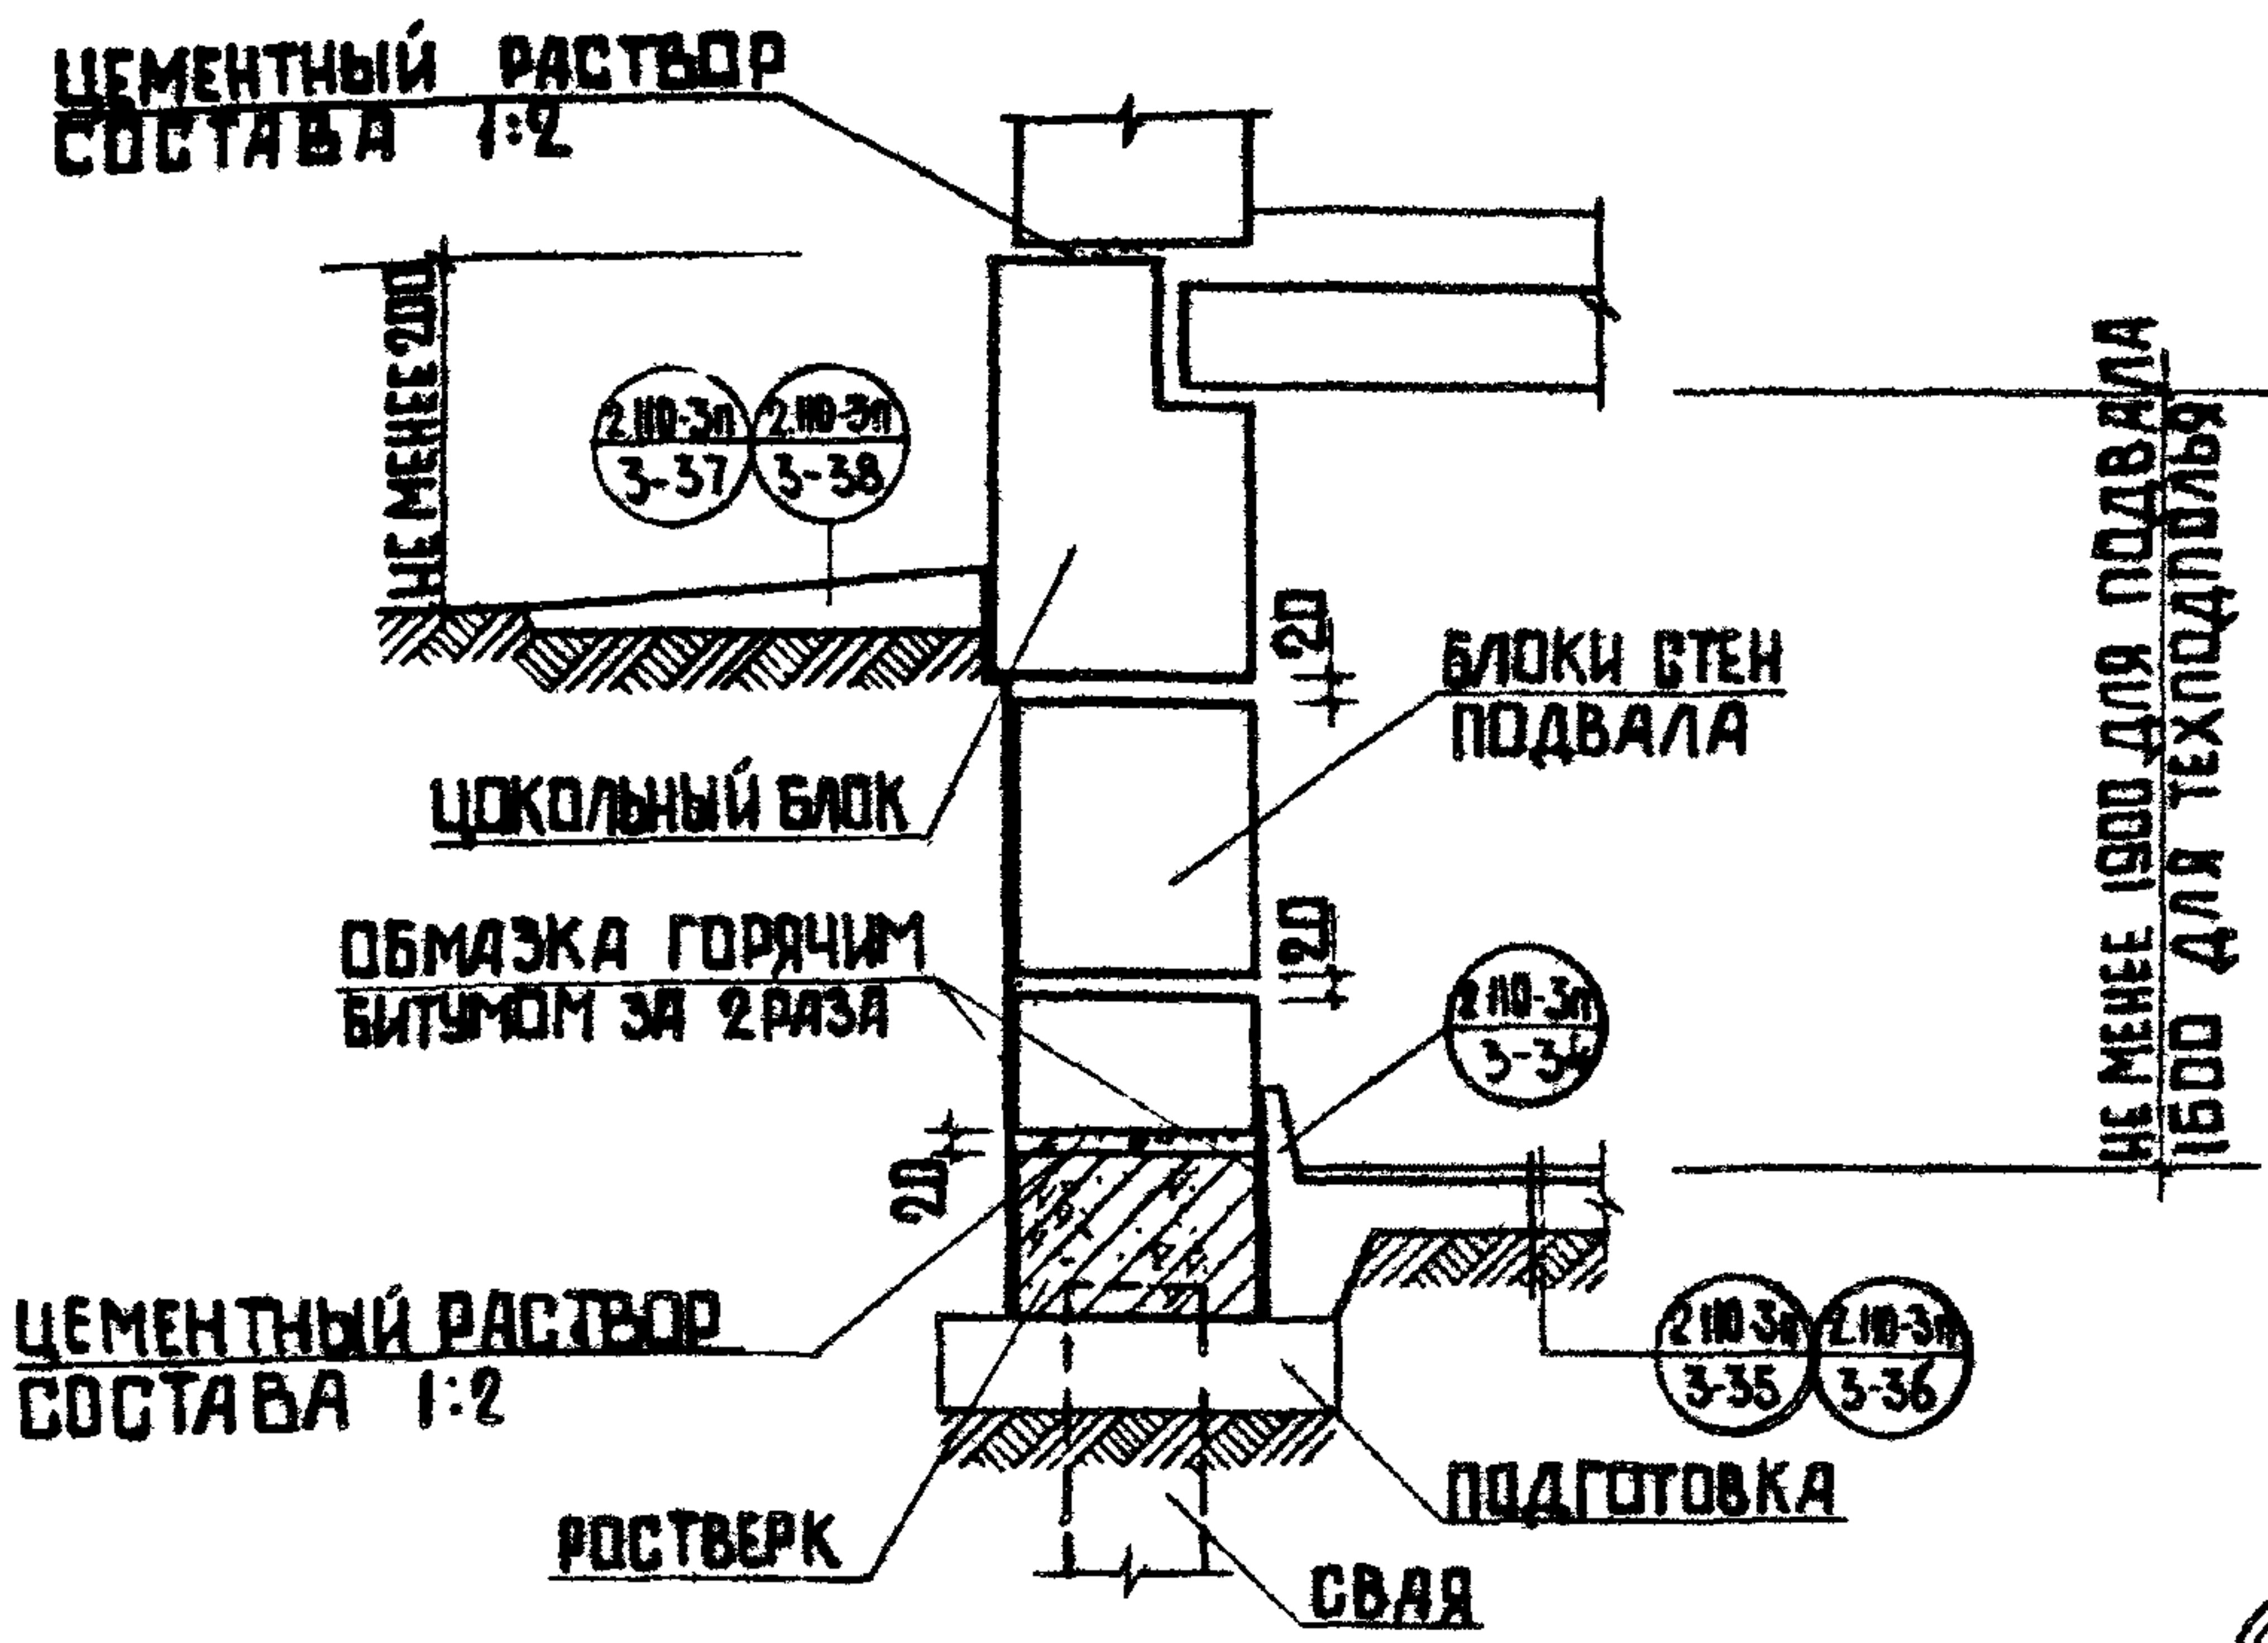 ЦЕМЕНТНЫЙ РАСТВОР
СОСТАВА 1:2
НЕ МЕНЕЕ 200
2.110-3п
3-37
2.110-3п
3-38
20
БЛОКИ СТЕН
ПОДВАЛА
НЕ МЕНЕЕ 1900 ДЛЯ ПОДВАЛА
1600 ДЛЯ ТЕХПОДПОЛЬЯ
ЦОКОЛЬНЫЙ БЛОК
ОБМАЗКА ГОРЯЧИМ
БИТУМОМ ЗА 2 РАЗА
20
2.110-3п
3-34
20
ЦЕМЕНТНЫЙ РАСТВОР
СОСТАВА 1:2
2.110-3п
3-35
2.110-3п
3-36
РОСТВЕРК
ПОДГОТОВКА
СВАЯ